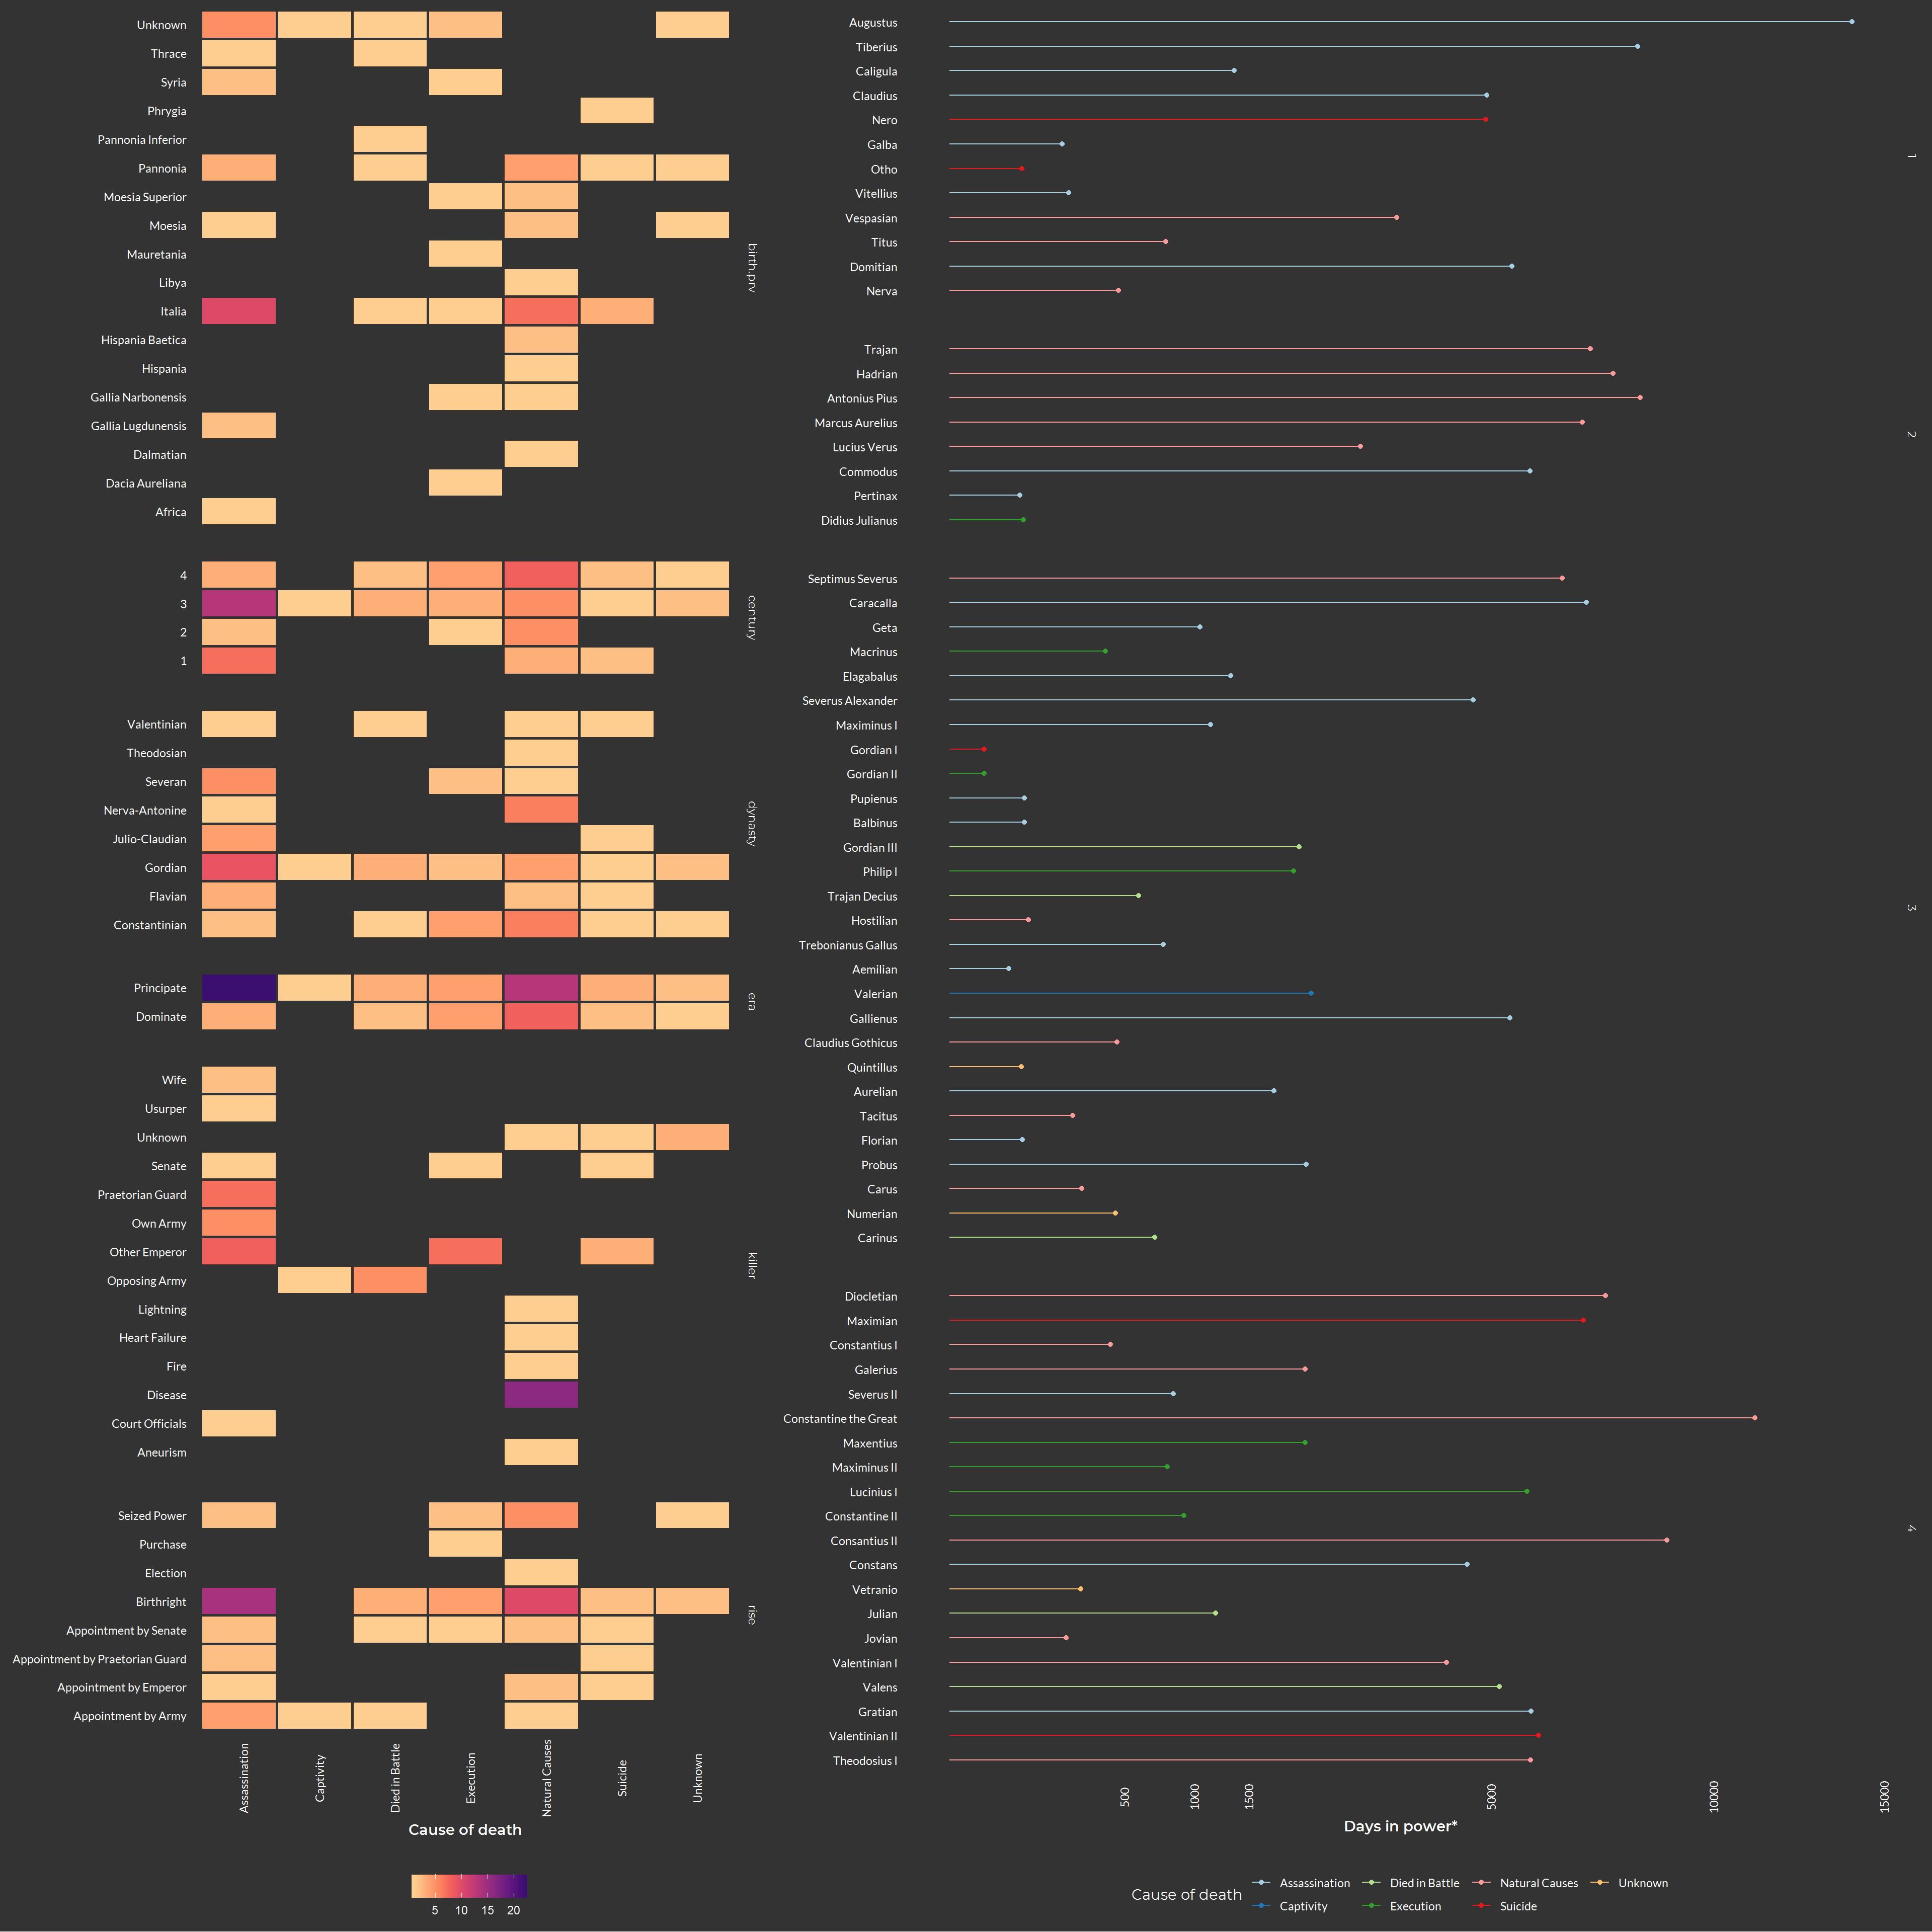 Unknown
Thrace
Syria
Phrygia
Pannonia Inferior
Pannonia
Moesia Superior
Moesia
Mauretania
Libya
Italia
Hispania Baetica
Hispania
Gallia Narbonensis
Gallia Lugdunensis
Dalmatian
Dacia Aureliana
Africa
birth.prv
4
3
2
1
century
Valentinian
Theodosian
Severan
Nerva-Antonine
Julio-Claudian
Gordian
Flavian
Constantinian
dynasty
Principate
Dominate
era
Wife
Usurper
Unknown
Senate
Praetorian Guard
Own Army
Other Emperor
Opposing Army
Lightning
Heart Failure
Fire
Disease
Court Officials
Aneurism
killer
Seized Power
Purchase
Election
Birthright
Appointment by Senate
Appointment by Praetorian Guard
Appointment by Emperor
Appointment by Army
rise
Assassination
Captivity
Died in Battle
Execution
Natural Causes
Suicide
Unknown
Cause of death
5 10 15 20
Augustus
Tiberius
Caligula
Claudius
Nero
Galba
Otho
Vitellius
Vespasian
Titus
Domitian
Nerva
1
Trajan
Hadrian
Antonius Pius
Marcus Aurelius
Lucius Verus
Commodus
Pertinax
Didius Julianus
2
Septimus Severus
Caracalla
Geta
Macrinus
Elagabalus
Severus Alexander
Maximinus I
Gordian I
Gordian II
Pupienus
Balbinus
Gordian III
Philip I
Trajan Decius
Hostilian
Trebonianus Gallus
Aemilian
Valerian
Gallienus
Claudius Gothicus
Quintillus
Aurelian
Tacitus
Florian
Probus
Carus
Numerian
Carinus
3
Diocletian
Maximian
Constantius I
Galerius
Severus II
Constantine the Great
Maxentius
Maximinus II
Lucinius I
Constantine II
Consantius II
Constans
Vetranio
Julian
Jovian
Valentinian I
Valens
Gratian
Valentinian II
Theodosius I
4
500
1000
1500
5000
10000
15000
Days in power*
Cause of death
Assassination
Died in Battle
Natural Causes
Unknown
Captivity
Execution
Suicide